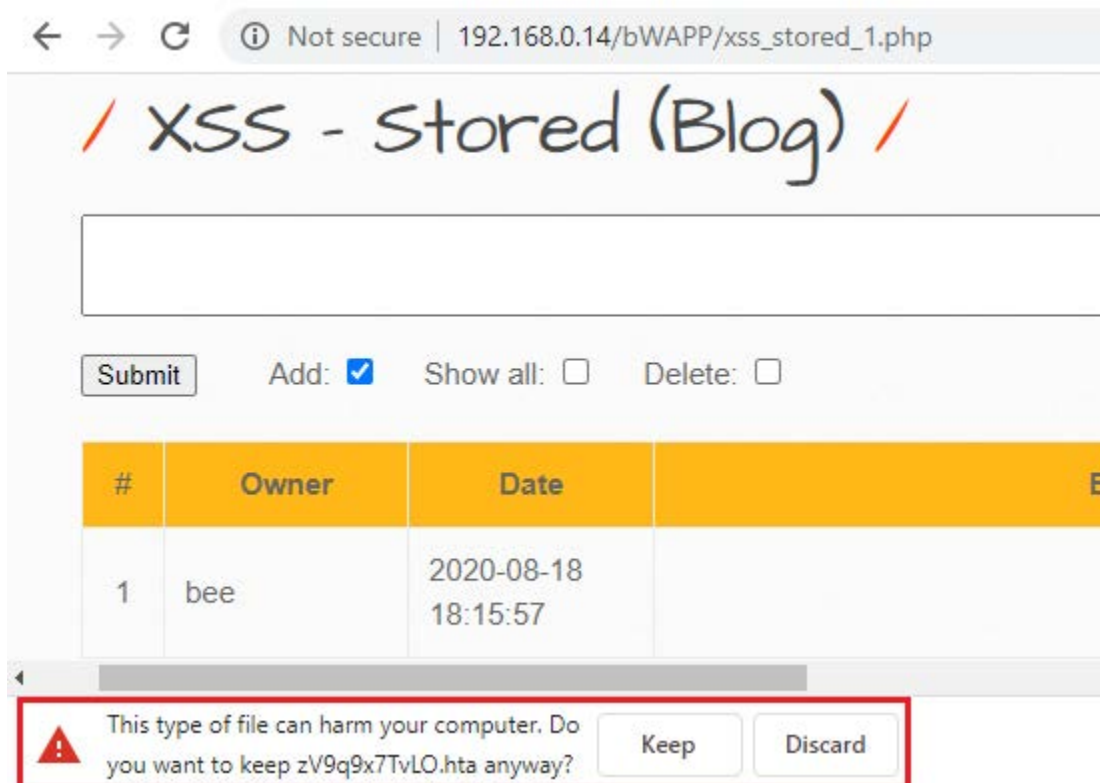 Not secure | 192.168.0.14/bWAPP/xss_stored_1.php
/ XSS - Stored (Blog) /
Submit Add: Show all: Delete:
# Owner Date
1 bee 2020-08-18
18:15:57
This type of file can harm your computer. Do
you want to keep zV9q9x7TvLO.hta anyway?
Keep Discard